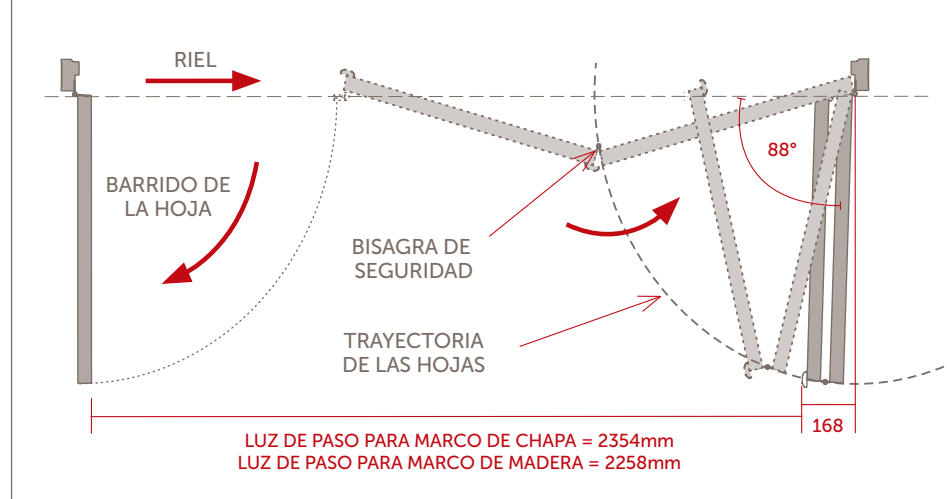 RIEL
BARRIDO DE
LA HOJA
88°
BISAGRA DE
SEGURIDAD
TRAYECTORIA
DE LAS HOJAS
168
LUZ DE PASO PARA MARCO DE CHAPA = 2354mm
LUZ DE PASO PARA MARCO DE MADERA = 2258mm